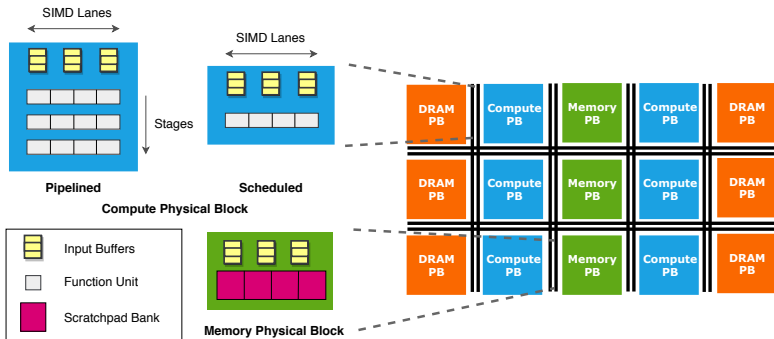 SIMD Lanes
SIMD Lanes
Stages
Pipelined
Scheduled
Compute Physical Block
Input Buffers
Function Unit
Scratchpad Bank
Memory Physical Block
DRAM
PB
Compute
PB
Memory
PB
Compute
PB
DRAM
PB
DRAM
PB
Compute
PB
Memory
PB
Compute
PB
DRAM
PB
DRAM
PB
Compute
PB
Memory
PB
Compute
PB
DRAM
PB